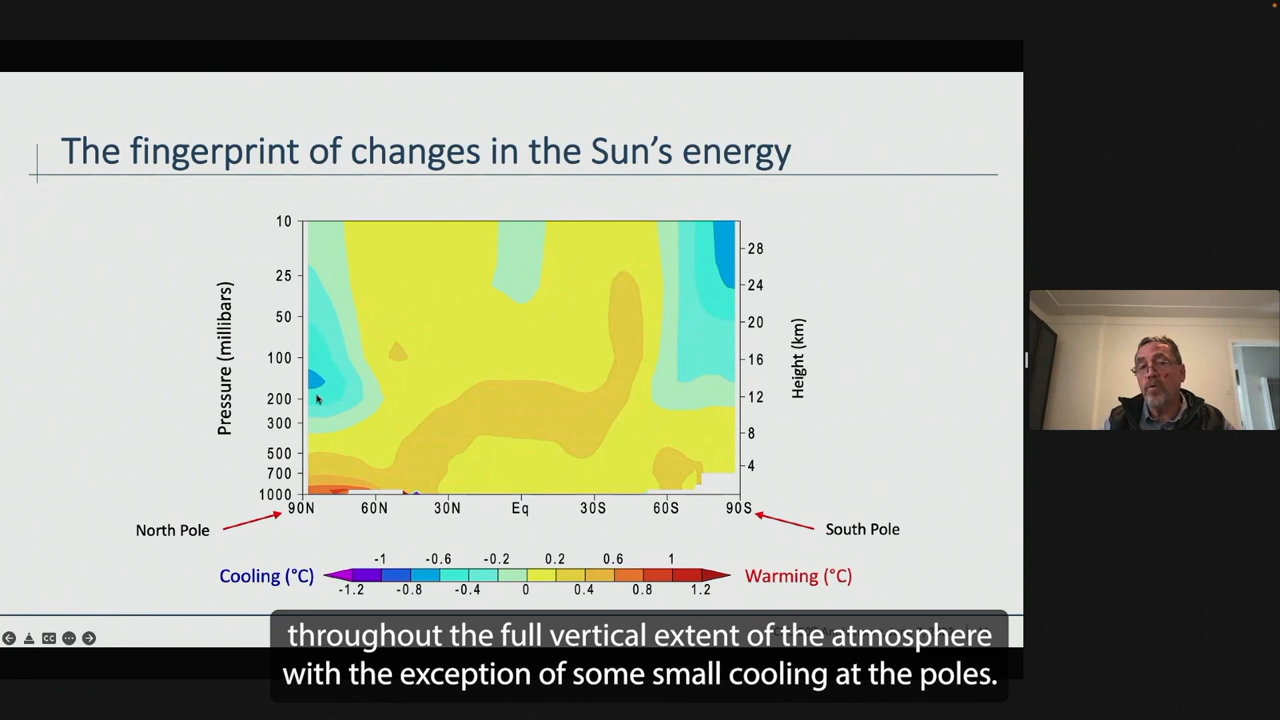 The fingerprint of changes in the Sun's energy
10
25
50
100
200
300
500
700
1000
Pressure (millibars)
28
24
20
16
12
8
4
Height (km)
90N 60N 30N Eq 30S 60S 90S
North Pole
South Pole
-1 -0.6 -0.2 0.2 0.6 1
Cooling (°C)
Warming (°C)
-1.2 -0.8 -0.4 0 0.4 0.8 1.2
CC
throughout the full vertical extent of the atmosphere
with the exception of some small cooling at the poles.